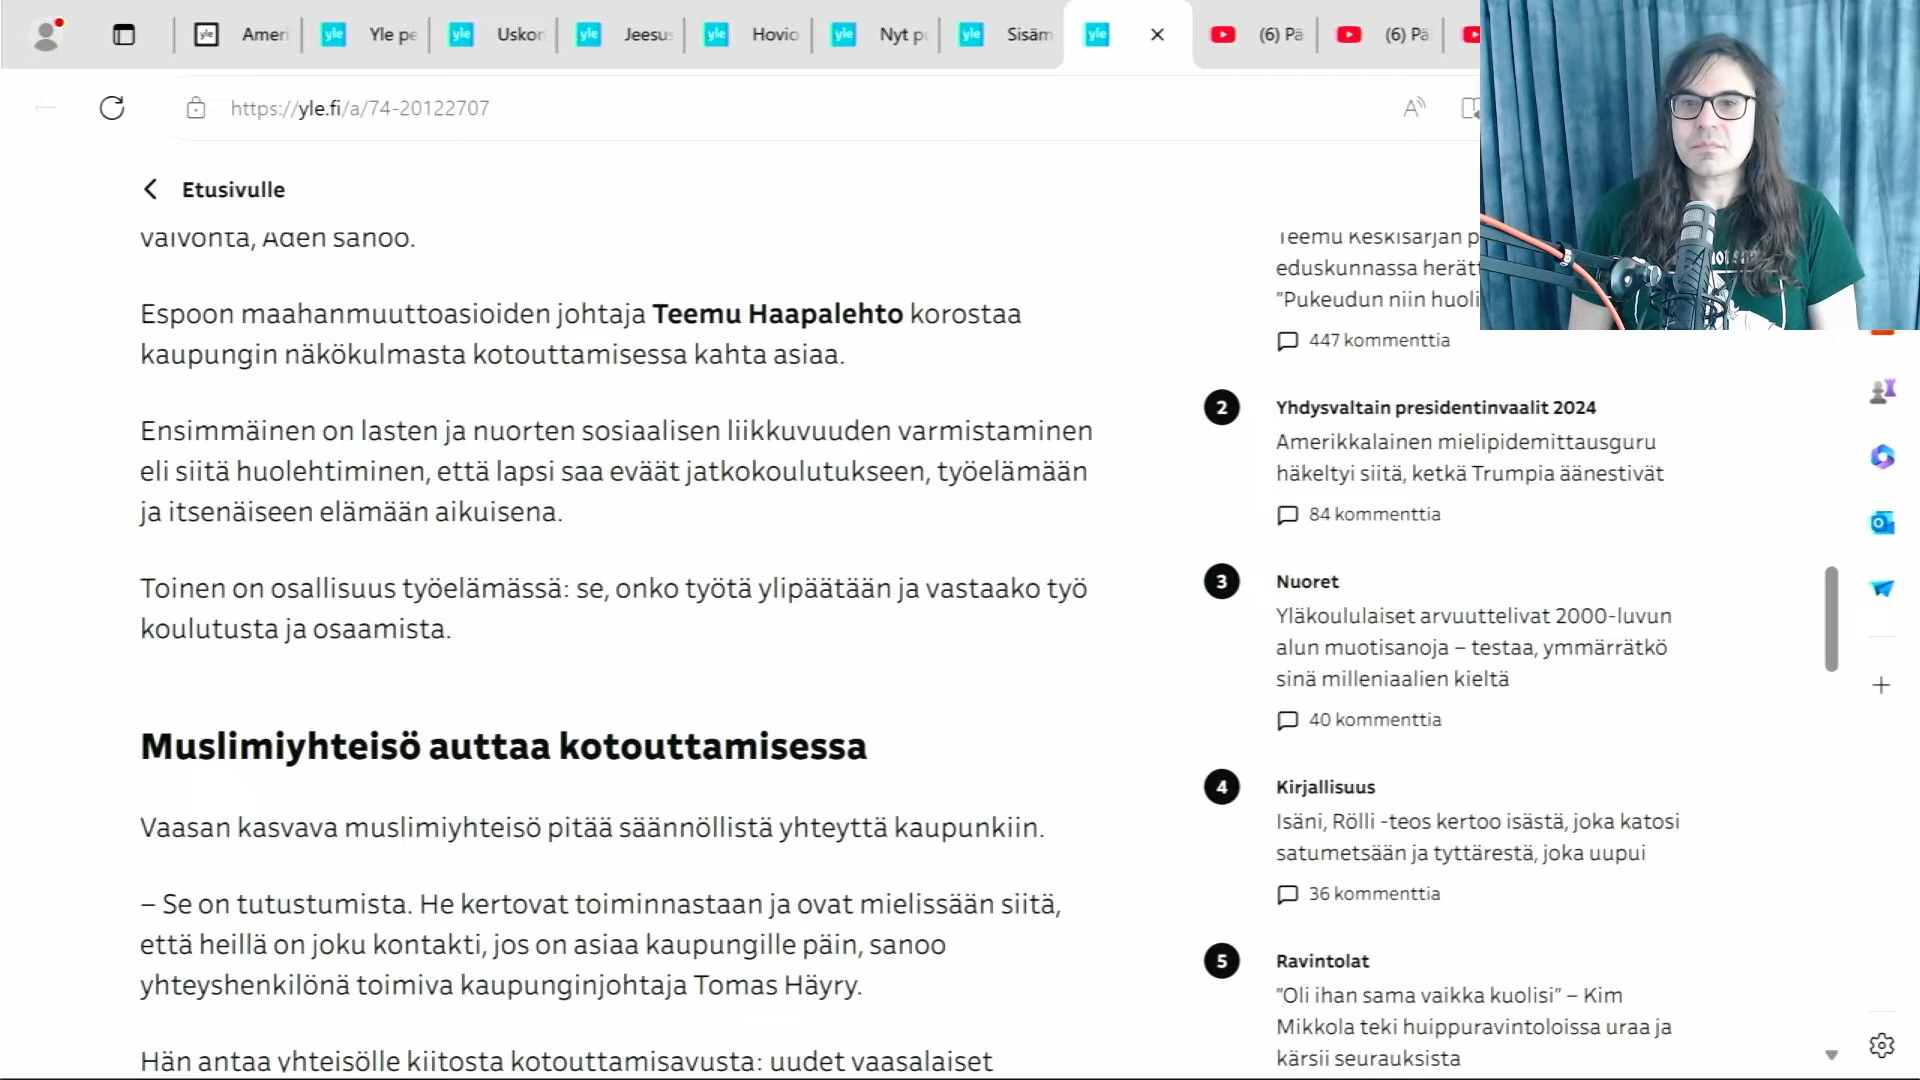 yle
Ameri
yle
Yle pe
yle
Uskon
yle
Jeesus
yle
Hovio
yle
yle
Sisäm
yle
(6) Pä
(6) Pä
https://yle.fi/a/74-20122707
Etusivulle
valvonta, Aden sanoo.
Espoon maahanmuuttoasioiden johtaja Teemu Haapalehto korostaa
kaupungin näkökulmasta kotouttamisessa kahta asiaa.
Ensimmäinen on lasten ja nuorten sosiaalisen liikkuvuuden varmistaminen
eli siitä huolehtiminen, että lapsi saa eväät jatkokoulutukseen, työelämään
ja itsenäiseen elämään aikuisena.
Toinen on osallisuus työelämässä: se, onko työtä ylipäätään ja vastaako työ
koulutusta ja osaamista.
Muslimiyhteisö auttaa kotouttamisessa
Vaasan kasvava muslimiyhteisö pitää säännöllistä yhteyttä kaupunkiin.
– Se on tutustumista. He kertovat toiminnastaan ja ovat mielissään siitä,
että heillä on joku kontakti, jos on asiaa kaupungille päin, sanoo
yhteyshenkilönä toimiva kaupunginjohtaja Tomas Häyry.
Hän antaa yhteisölle kiitosta kotouttamisavusta: uudet vaasalaiset
Teemu Keskisarjan p
eduskunnassa herätt
"Pukeudun niin huoli
447 kommenttia
2
Yhdysvaltain presidentinvaalit 2024
Amerikkalainen mielipidemittausguru
häkeltyi siitä, ketkä Trumpia äänestivät
84 kommenttia
3
Nuoret
Yläkoululaiset arvuuttelivat 2000-luvun
alun muotisanoja – testaa, ymmärrätkö
sinä milleniaalien kieltä
40 kommenttia
4
Kirjallisuus
Isäni, Rölli -teos kertoo isästä, joka katosi
satumetsään ja tyttärestä, joka uupui
36 kommenttia
5
Ravintolat
"Oli ihan sama vaikka kuolisi" – Kim
Mikkola teki huippuravintoloissa uraa ja
kärsii seurauksista